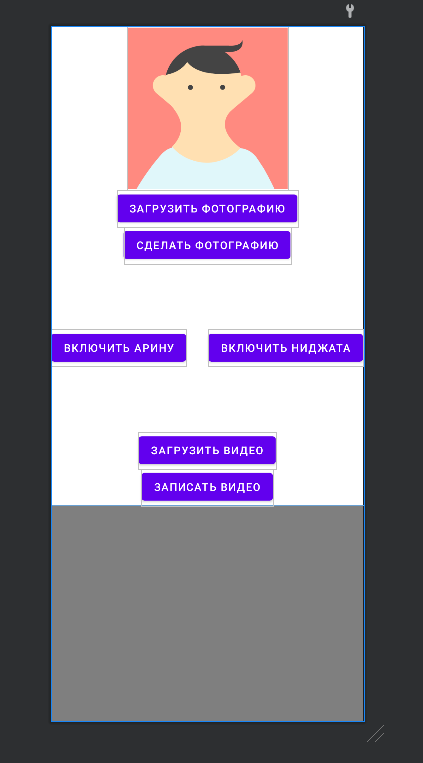 ЗАГРУЗИТЬ ФОТОГРАФИЮ
СДЕЛАТЬ ФОТОГРАФИЮ
ВКЛЮЧИТЬ АРИНУ
ВКЛЮЧИТЬ НИДЖАТА
ЗАГРУЗИТЬ ВИДЕО
ЗАПИСАТЬ ВИДЕО